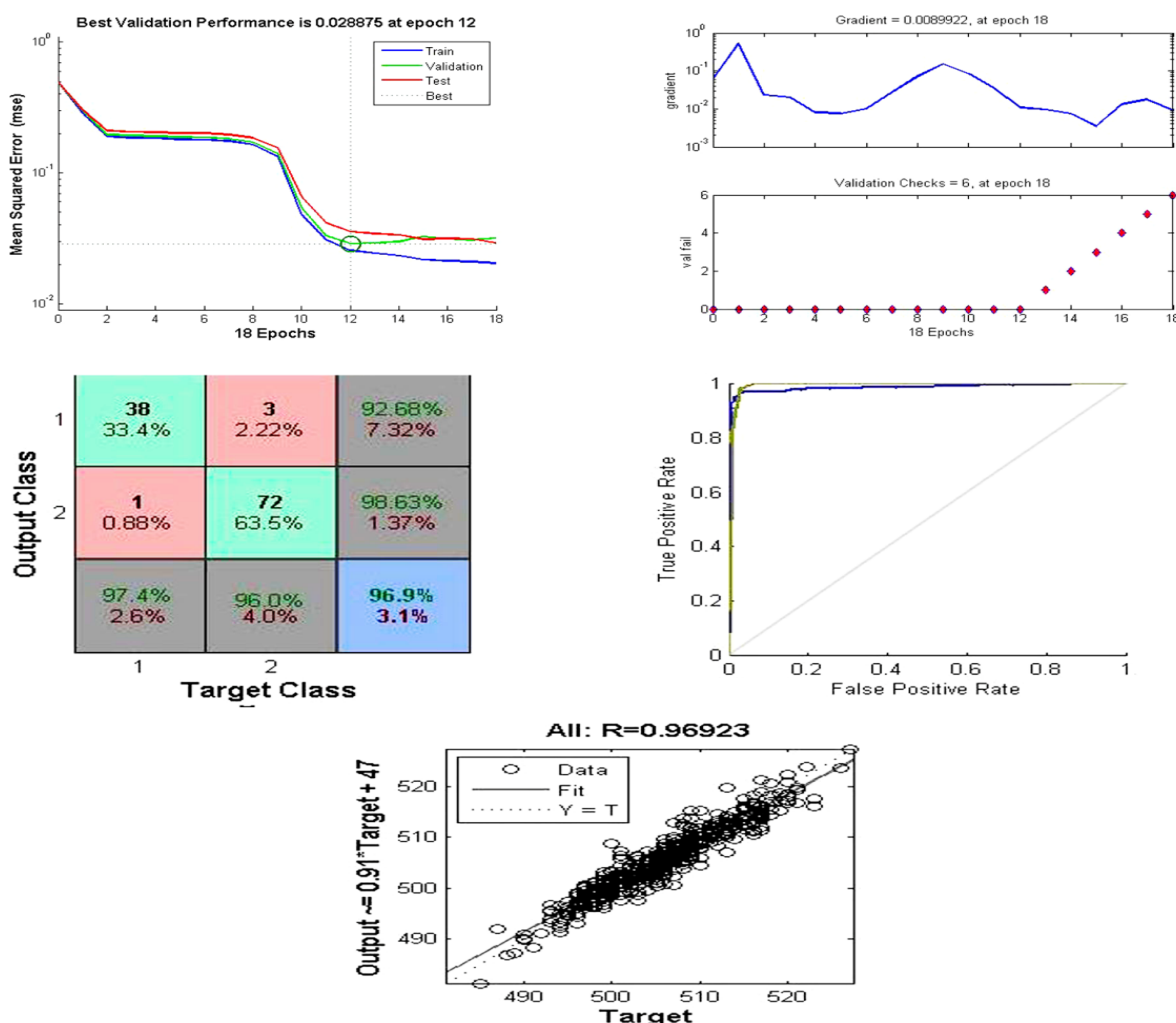 Best Validation Performance is 0.028875 at epoch 12
Mean Squared Error (mse)
10^0
10^-1
10^-2
Train
Validation
Test
Best
0 2 4 6 8 10 12 14 16 18
18 Epochs
Gradient = 0.0089922, at epoch 18
gradient
10^0
10^-1
10^-2
10^-3
Validation Checks = 6, at epoch 18
val fail
6
4
2
0
0 2 4 6 8 10 12 14 16 18
18 Epochs
Output Class
1
38
33.4%
3
2.22%
92.68%
7.32%
2
1
0.88%
72
63.5%
98.63%
1.37%
97.4%
2.6%
96.0%
4.0%
96.9%
3.1%
1 2
Target Class
True Positive Rate
1
0.8
0.6
0.4
0.2
0
0 0.2 0.4 0.6 0.8 1
False Positive Rate
All: R=0.96923
Output ~= 0.91*Target + 47
Data
Fit
Y = T
520
510
500
490
490 500 510 520
Target